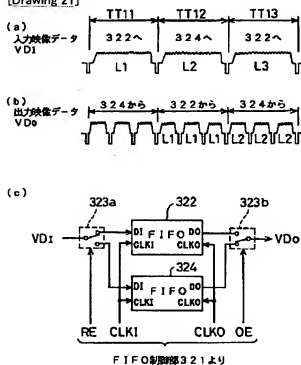 [Drawing 21]
TT11 TT12 TT13
(a)
入力映像データ
VDI
322へ 324へ 322へ
L1 L2 L3
(b)
出力映像データ
VDO
324から 322から 324から
L1 L1 L1 L2 L2 L2
(c)
323a 322 323b
VDI DI FIFO DO VDO
CLKI CLKO
324
DI FIFO DO
CLKI CLKO
RE CLKI CLKO OE
FIFO制御部321より